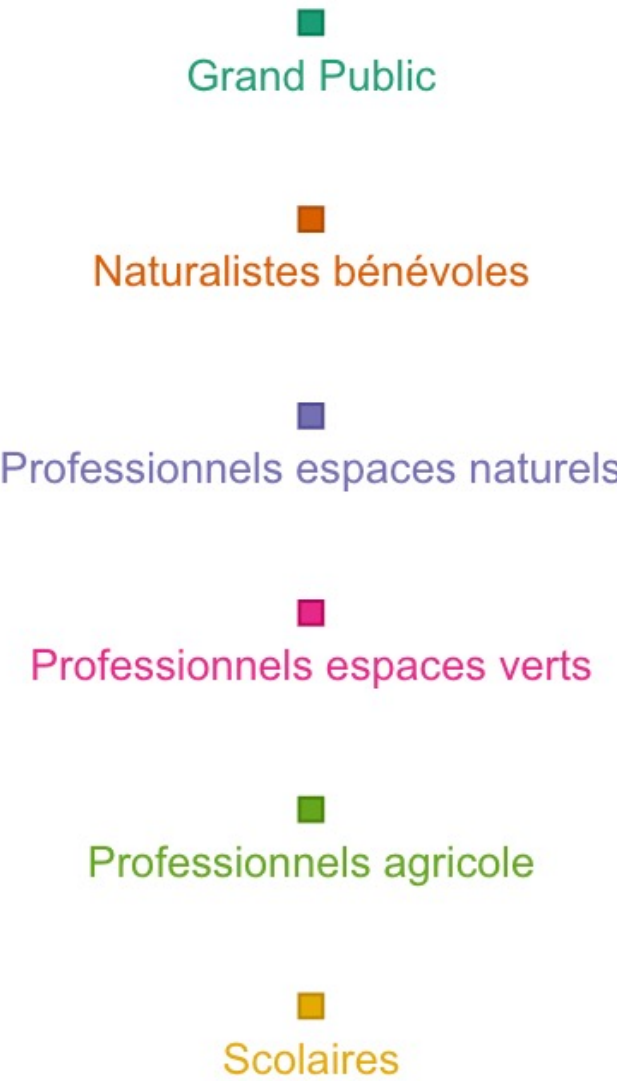 Grand Public
Naturalistes bénévoles
Professionnels espaces naturels
Professionnels espaces verts
Professionnels agricole
Scolaires